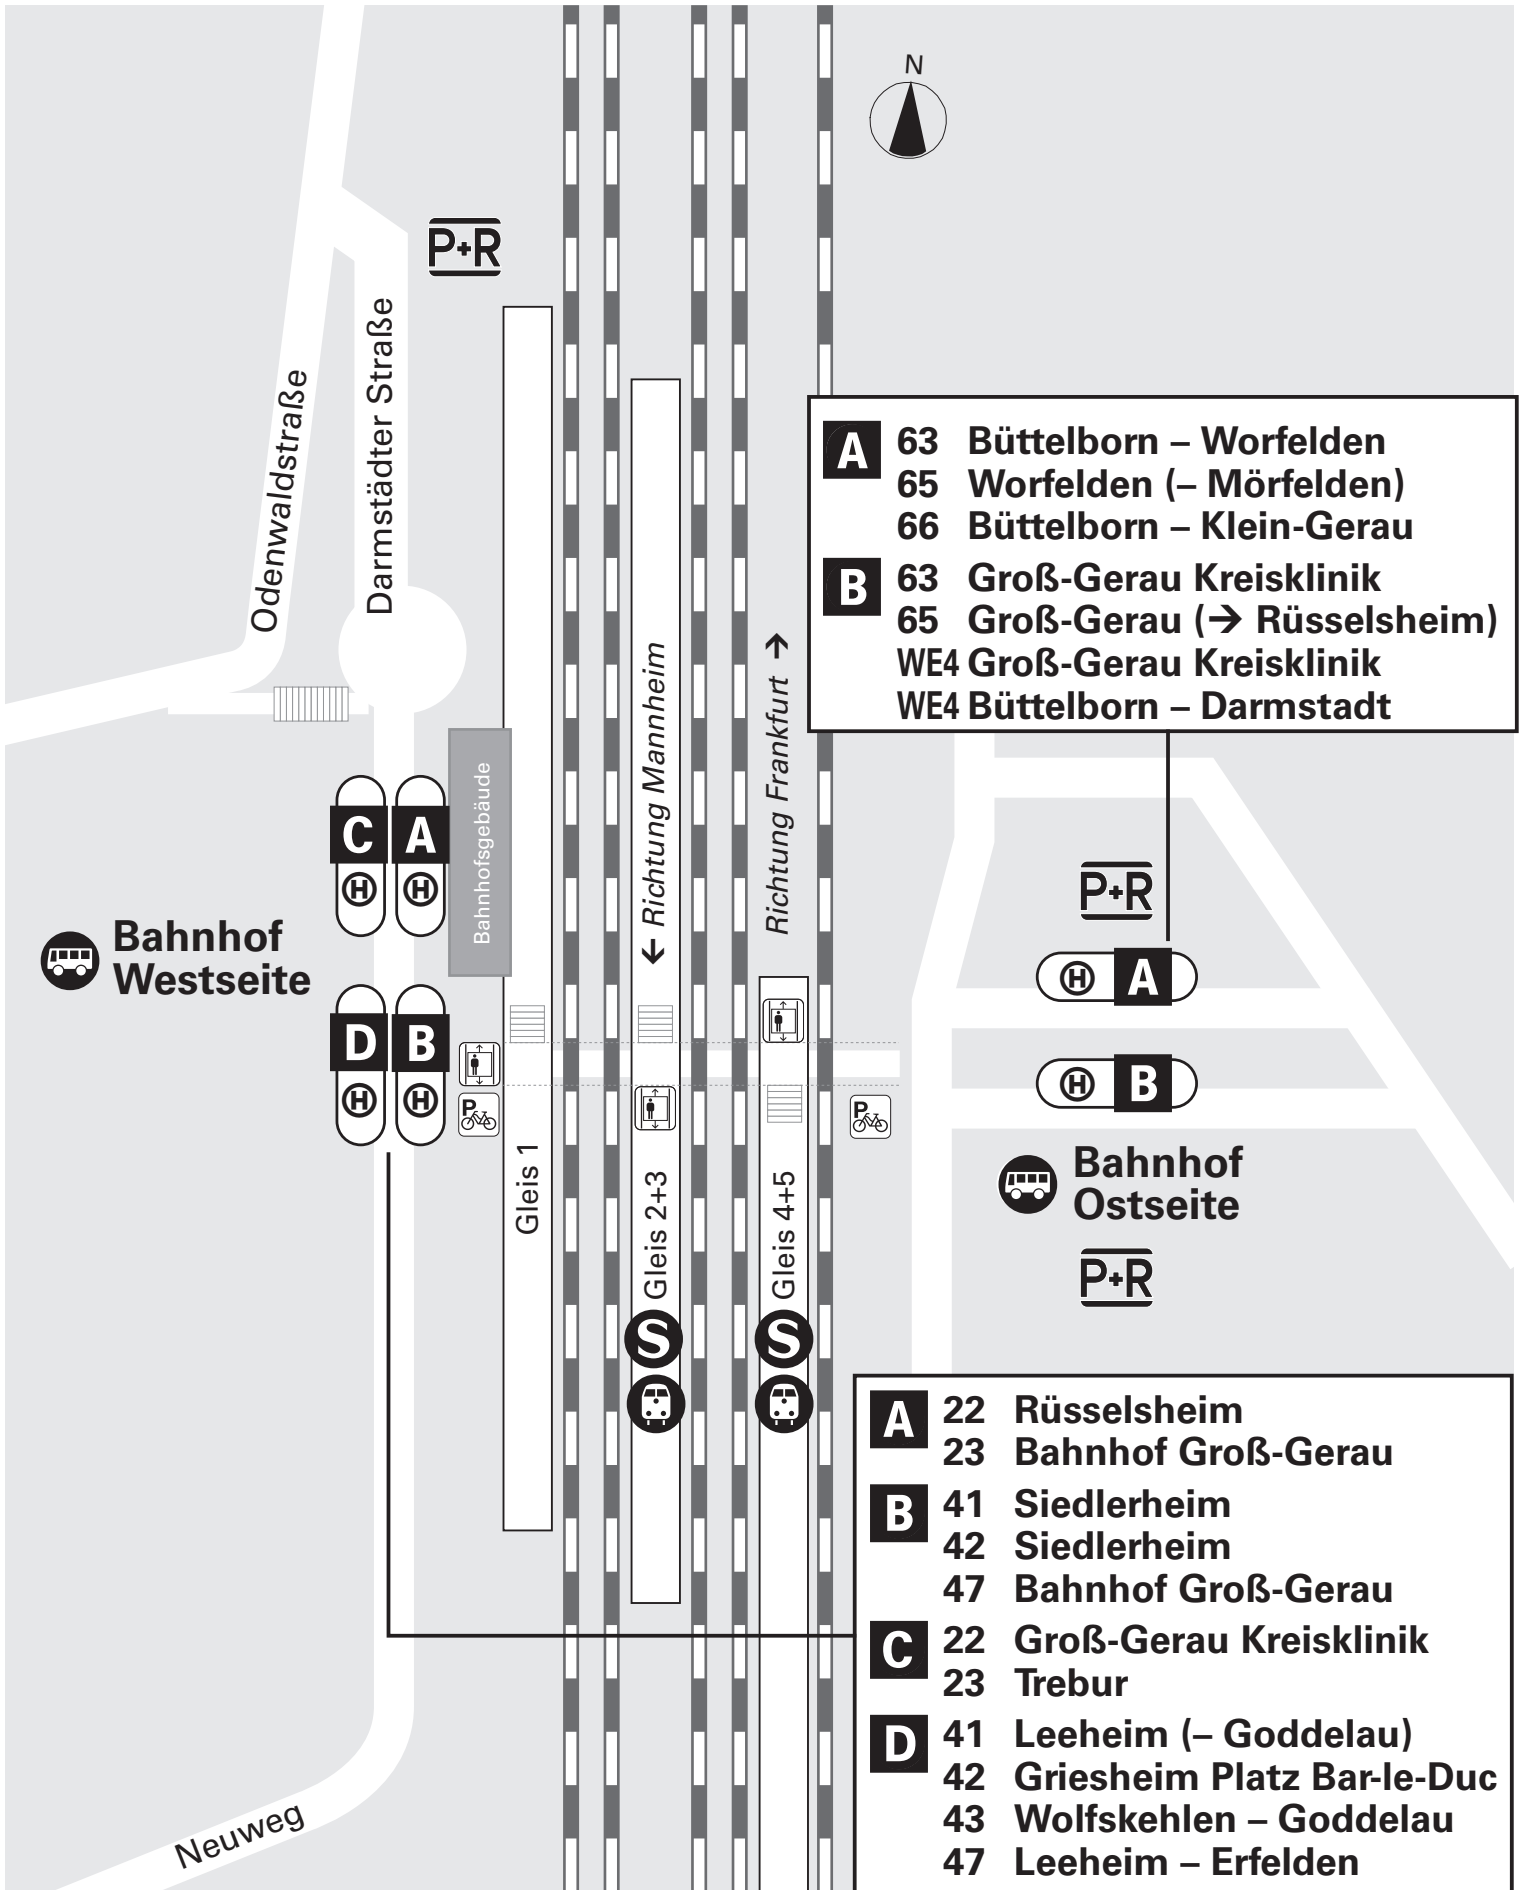 N
P+R
Odenwaldstraße
Darmstädter Straße
A 63 Büttelborn – Worfelden
65 Worfelden (– Mörfelden)
66 Büttelborn – Klein-Gerau
B 63 Groß-Gerau Kreisklinik
65 Groß-Gerau (→ Rüsselsheim)
WE4 Groß-Gerau Kreisklinik
WE4 Büttelborn – Darmstadt
← Richtung Mannheim
Richtung Frankfurt →
Bahnhofsgebäude
C A
H H
Bahnhof
Westseite
D B
H H
P
P+R
H A
H B
P
Bahnhof
Ostseite
P+R
Gleis 1
Gleis 2+3
Gleis 4+5
S
S
A 22 Rüsselsheim
23 Bahnhof Groß-Gerau
B 41 Siedlerheim
42 Siedlerheim
47 Bahnhof Groß-Gerau
C 22 Groß-Gerau Kreisklinik
23 Trebur
D 41 Leeheim (– Goddelau)
42 Griesheim Platz Bar-le-Duc
43 Wolfskehlen – Goddelau
47 Leeheim – Erfelden
Neuweg